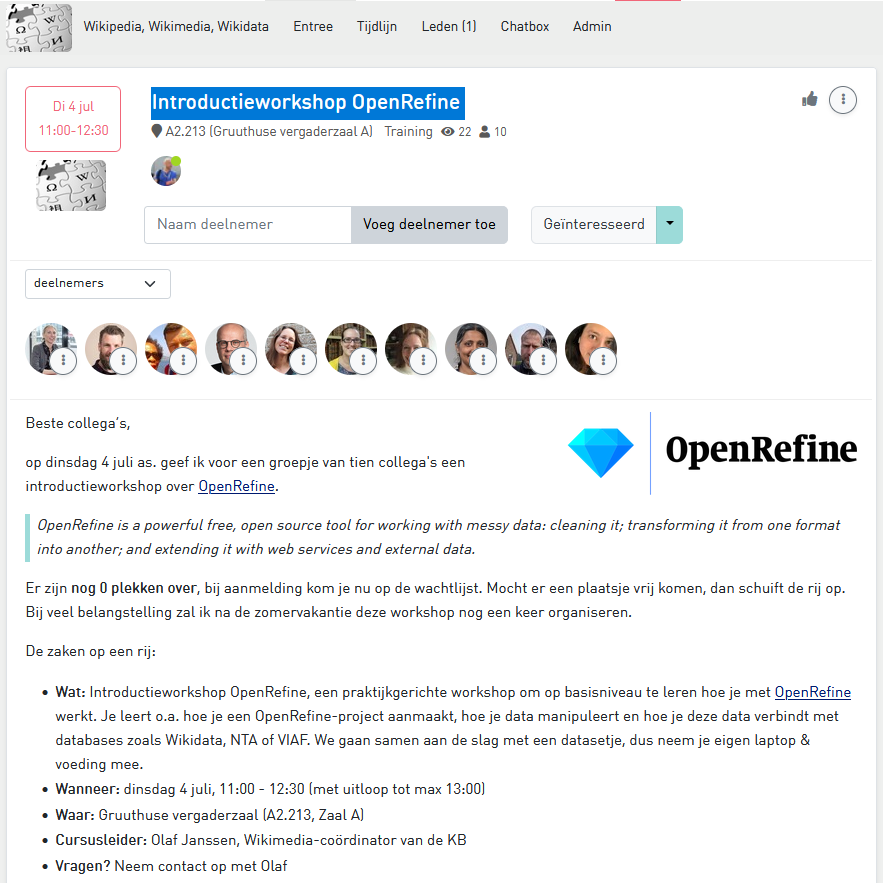 Wikipedia, Wikimedia, Wikidata Entree Tijdlijn Leden (1) Chatbox Admin
Di 4 jul
11:00-12:30
Introductieworkshop OpenRefine
A2.213 (Gruuthuse vergaderzaal A) Training 22 10
Naam deelnemer Voeg deelnemer toe Geïnteresseerd
deelnemers
Beste collega's,
OpenRefine
op dinsdag 4 juli as. geef ik voor een groepje van tien collega's een
introductieworkshop over OpenRefine.
OpenRefine is a powerful free, open source tool for working with messy data: cleaning it; transforming it from one format
into another; and extending it with web services and external data.
Er zijn nog 0 plekken over, bij aanmelding kom je nu op de wachtlijst. Mocht er een plaatsje vrij komen, dan schuift de rij op.
Bij veel belangstelling zal ik na de zomervakantie deze workshop nog een keer organiseren.
De zaken op een rij:
• Wat: Introductieworkshop OpenRefine, een praktijkgerichte workshop om op basisniveau te leren hoe je met OpenRefine
werkt. Je leert o.a. hoe je een OpenRefine-project aanmaakt, hoe je data manipuleert en hoe je deze data verbindt met
databases zoals Wikidata, NTA of VIAF. We gaan samen aan de slag met een datasetje, dus neem je eigen laptop &
voeding mee.
• Wanneer: dinsdag 4 juli, 11:00 - 12:30 (met uitloop tot max 13:00)
• Waar: Gruuthuse vergaderzaal (A2.213, Zaal A)
• Cursusleider: Olaf Janssen, Wikimedia-coördinator van de KB
• Vragen? Neem contact op met Olaf